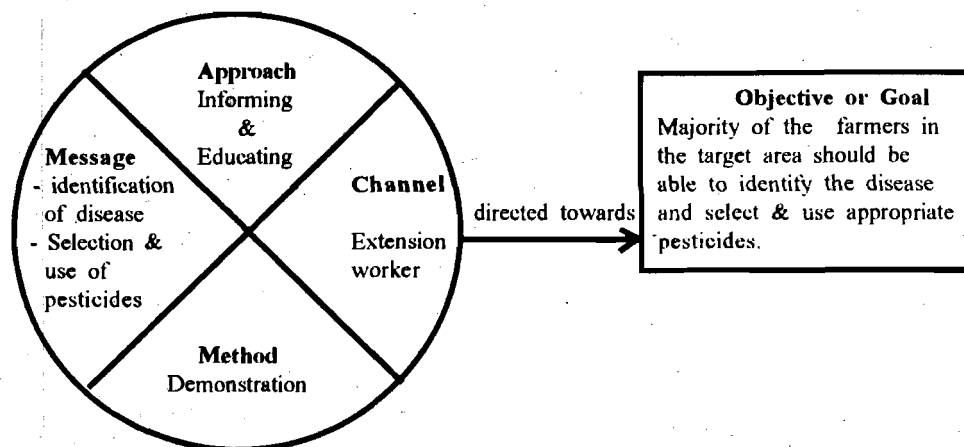 Approach
Informing
&
Educating
Message
- identification
of disease
- Selection &
use of
pesticides
Channel
Extension
worker
Method
Demonstration
directed towards
Objective or Goal
Majority of the farmers in
the target area should be
able to identify the disease
and select & use appropriate
pesticides.